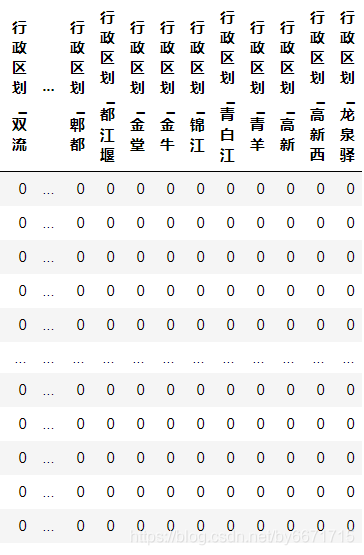 行政区划_双流
...
行政区划_郫都
行政区划_都江堰
行政区划_金堂
行政区划_金牛
行政区划_锦江
行政区划_青白江
行政区划_青羊
行政区划_高新
行政区划_高新西
行政区划_龙泉驿
0 ... 0 0 0 0 0 0 0 0 0 0
0 ... 0 0 0 0 0 0 0 0 0 0
0 ... 0 0 0 0 0 0 0 0 0 0
0 ... 0 0 0 0 0 0 0 0 0 0
0 ... 0 0 0 0 0 0 0 0 0 0
... ... ... ... ... ... ... ... ... ... ... ...
0 ... 0 0 0 0 0 0 0 0 0 0
0 ... 0 0 0 0 0 0 0 0 0 0
0 ... 0 0 0 0 0 0 0 0 0 0
0 ... 0 0 0 0 0 0 0 0 0 0
0 ... 0 0 0 0 0 0 0 0 0 0
https://blog.csdn.net/by6671715